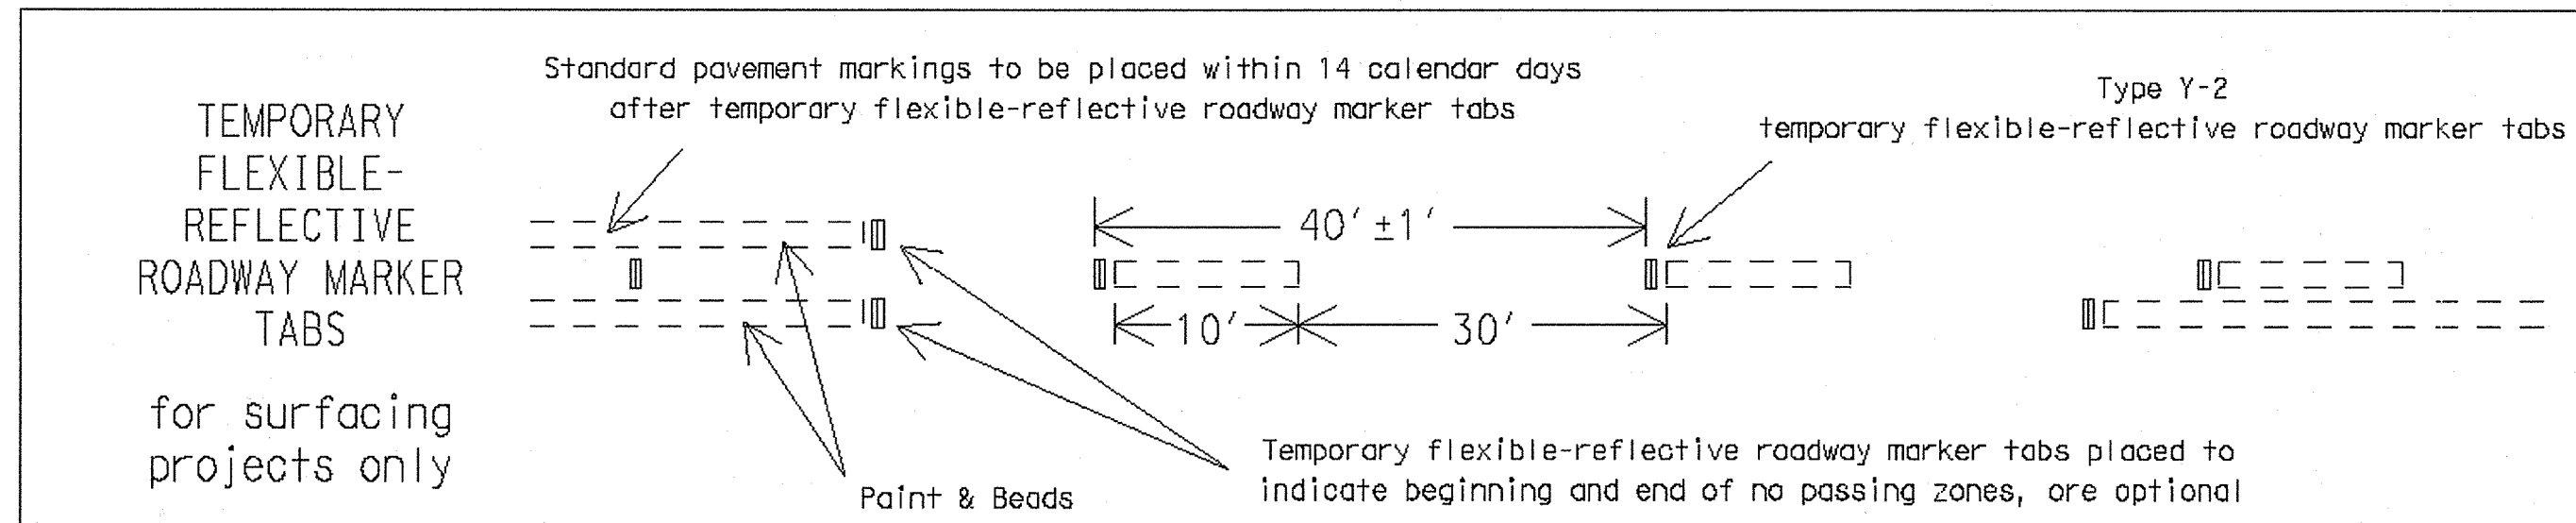 TEMPORARY
FLEXIBLE-
REFLECTIVE
ROADWAY MARKER
TABS
for surfacing
projects only
Standard pavement markings to be placed within 14 calendar days
after temporary flexible-reflective roadway marker tabs
Type Y-2
temporary flexible-reflective roadway marker tabs
40' ±1'
10'
30'
Paint & Beads
Temporary flexible-reflective roadway marker tabs placed to
indicate beginning and end of no passing zones, are optional